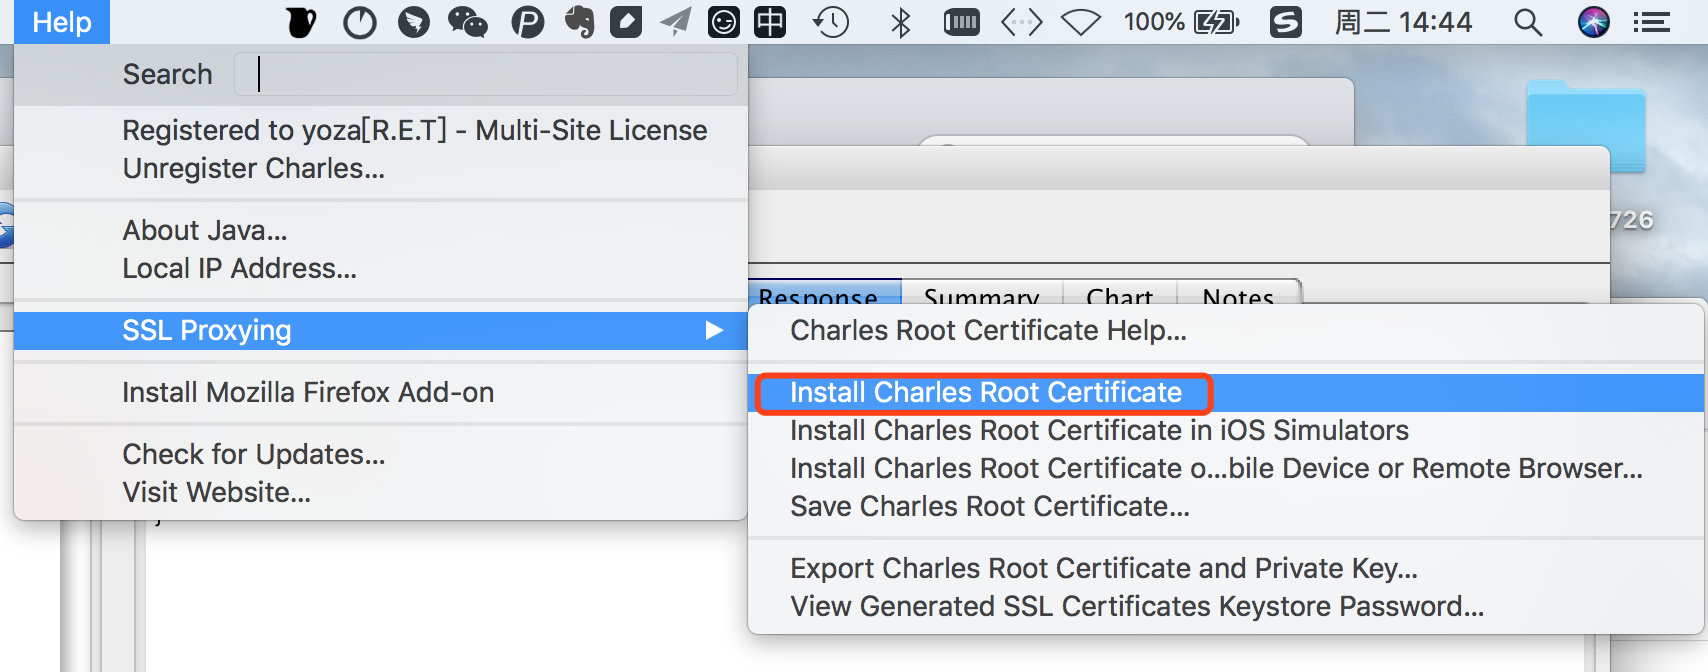 Help
中
100%
周二 14:44
Search
Registered to yoza[R.E.T] - Multi-Site License
Unregister Charles...
About Java...
Local IP Address...
SSL Proxying
Install Mozilla Firefox Add-on
Check for Updates...
Visit Website...
726
Response
Summary
Chart
Notes
Charles Root Certificate Help...
Install Charles Root Certificate
Install Charles Root Certificate in iOS Simulators
Install Charles Root Certificate o...bile Device or Remote Browser...
Save Charles Root Certificate...
Export Charles Root Certificate and Private Key...
View Generated SSL Certificates Keystore Password...